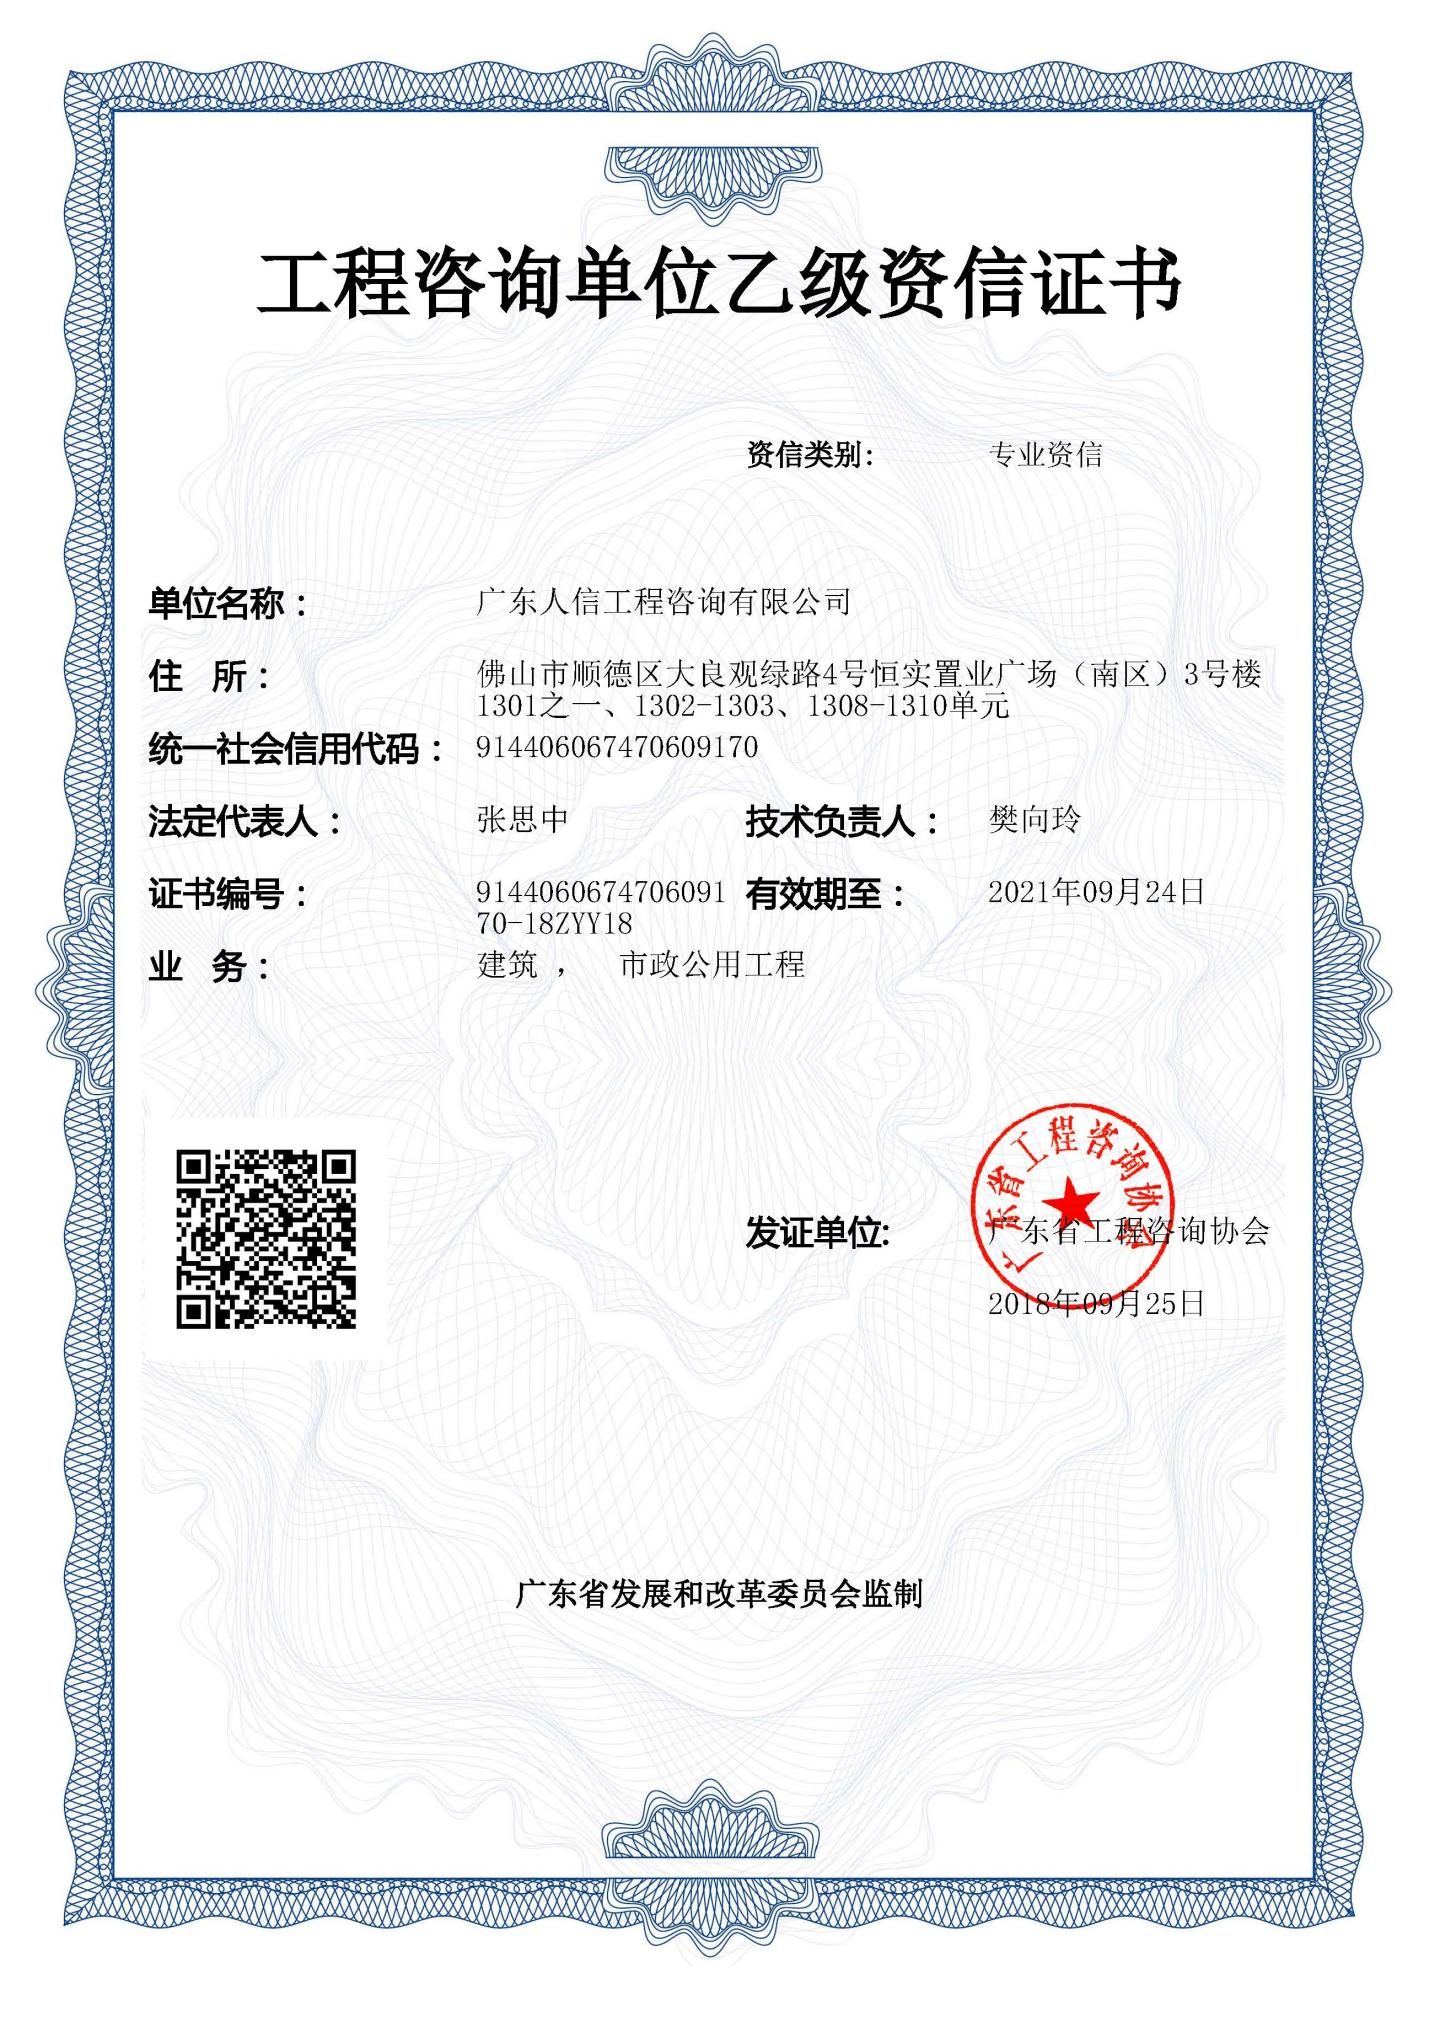 工程咨询单位乙级资信证书
资信类别： 专业资信
单位名称： 广东人信工程咨询有限公司
住 所： 佛山市顺德区大良观绿路4号恒实置业广场（南区）3号楼
1301之一、1302-1303、1308-1310单元
统一社会信用代码： 914406067470609170
法定代表人： 张思中 技术负责人： 樊向玲
证书编号： 9144060674706091 有效期至： 2021年09月24日
70-18ZYY18
业 务： 建筑 ， 市政公用工程
广东省工程咨询协会
发证单位: 广东省工程咨询协会
2018年09月25日
广东省发展和改革委员会监制